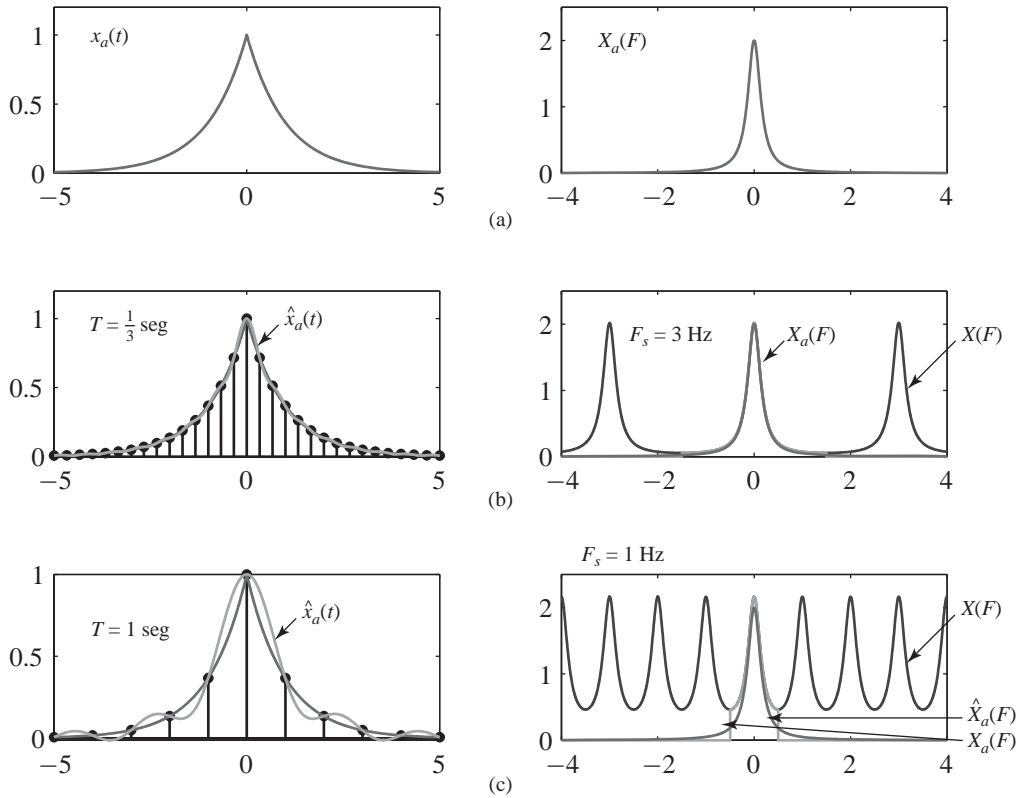 x_a(t)
1
0.5
0
−5
0
5
X_a(F)
2
1
0
−4
−2
0
2
4
(a)
T = 1/3 seg
x̂_a(t)
1
0.5
0
−5
0
5
F_s = 3 Hz
X_a(F)
X(F)
2
1
0
−4
−2
0
2
4
(b)
T = 1 seg
x̂_a(t)
1
0.5
0
−5
0
5
F_s = 1 Hz
X(F)
X̂_a(F)
X_a(F)
2
1
0
−4
−2
0
2
4
(c)